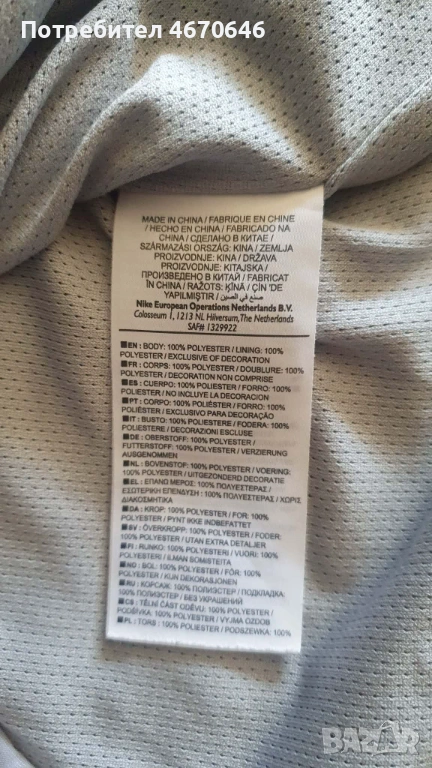 Потребител 4670646
MADE IN CHINA / FABRIQUE EN CHINE
/ HECHO EN CHINA / FABRICADO NA
CHINA / СДЕЛАНО В КИТАЕ /
SZÁRMAZÁSI ORSZÁG: KINA / ZEMLJA
PROIZVODNJE: KINA / DRŽAVA
PROIZVODNJE: KITAJSKA /
ПРОИЗВЕДЕНО В КИТАЙ / FABRICAT
ÎN CHINA / RAŽOTS: ĶĪNĀ / ÇİN 'DE
YAPILMIŞTIR / صنع في الصين
Nike European Operations Netherlands B.V.
Colosseum 1, 1213 NL Hilversum, The Netherlands
SAF# 1329922
EN : BODY: 100% POLYESTER / LINING: 100%
POLYESTER / EXCLUSIVE OF DECORATION
FR : CORPS: 100% POLYESTER / DOUBLURE: 100%
POLYESTER / DECORATION NON COMPRISE
ES : CUERPO: 100% POLIÉSTER / FORRO: 100%
POLIÉSTER / NO INCLUYE LA DECORACION
PT : CORPO: 100% POLIÉSTER / FORRO: 100%
POLIÉSTER / EXCLUSIVO PARA DECORAÇÃO
IT : BUSTO: 100% POLIESTERE / FODERA: 100%
POLIESTERE / DECORAZIONI ESCLUSE
DE : OBERSTOFF: 100% POLYESTER /
FUTTERSTOFF: 100% POLYESTER / VERZIERUNG
AUSGENOMMEN
NL : BOVENSTOF: 100% POLYESTER / VOERING:
100% POLYESTER / UITGEZONDERD DECORATIE
EL : ΕΠΑΝΩ ΜΕΡΟΣ: 100% ΠΟΛΥΕΣΤΕΡΑΣ /
ΕΣΩΤΕΡΙΚΗ ΕΠΕΝΔΥΣΗ: 100% ΠΟΛΥΕΣΤΕΡΑΣ / ΧΩΡΙΣ
ΔΙΑΚΟΣΜΗΤΙΚΑ
DA : KROP: 100% POLYESTER / FOR: 100%
POLYESTER / PYNT IKKE INDBEFATTET
SV : ÖVERKROPP: 100% POLYESTER / FODER:
100% POLYESTER / UTAN EXTRA DETALJER
FI : RUNKO: 100% POLYESTERI / VUORI: 100%
POLYESTERI / ILMAN SOMISTEITA
NO : BOL: 100% POLYESTER / FÔR: 100%
POLYESTER / KUN DEKORASJONEN
RU : КОРСАЖ: 100% ПОЛИЭСТЕР / ПОДКЛАДКА:
100% ПОЛИЭСТЕР / БЕЗ УКРАШЕНИЙ
CS : TĚLNÍ ČÁST ODĚVU: 100% POLYESTER /
PODŠÍVKA: 100% POLYESTER / VYJMA OZDOB
PL : TORS : 100% POLIESTER / PODSZEWKA: 100%
BAZAR